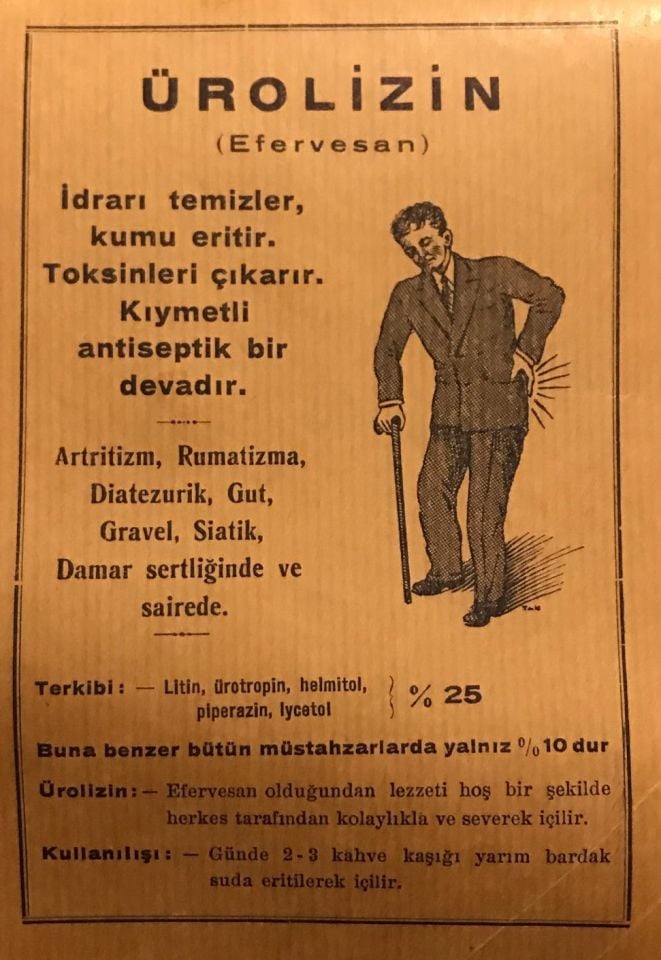 ÜROLİZİN
(Efervesan)
İdrarı temizler,
kumu eritir.
Toksinleri çıkarır.
Kıymetli
antiseptik bir
devadır.
Artritizm, Rumatizma,
Diatezurik, Gut,
Gravel, Siatik,
Damar sertliğinde ve
sairede.
Terkibi : — Litin, ürotropin, helmitol,
piperazin, lycetol } % 25
Buna benzer bütün müstahzarlarda yalnız %10 dur
Ürolizin : — Efervesan olduğundan lezzeti hoş bir şekilde
herkes tarafından kolaylıkla ve severek içilir.
Kullanılışı : — Günde 2-3 kahve kaşığı yarım bardak
suda eritilerek içilir.